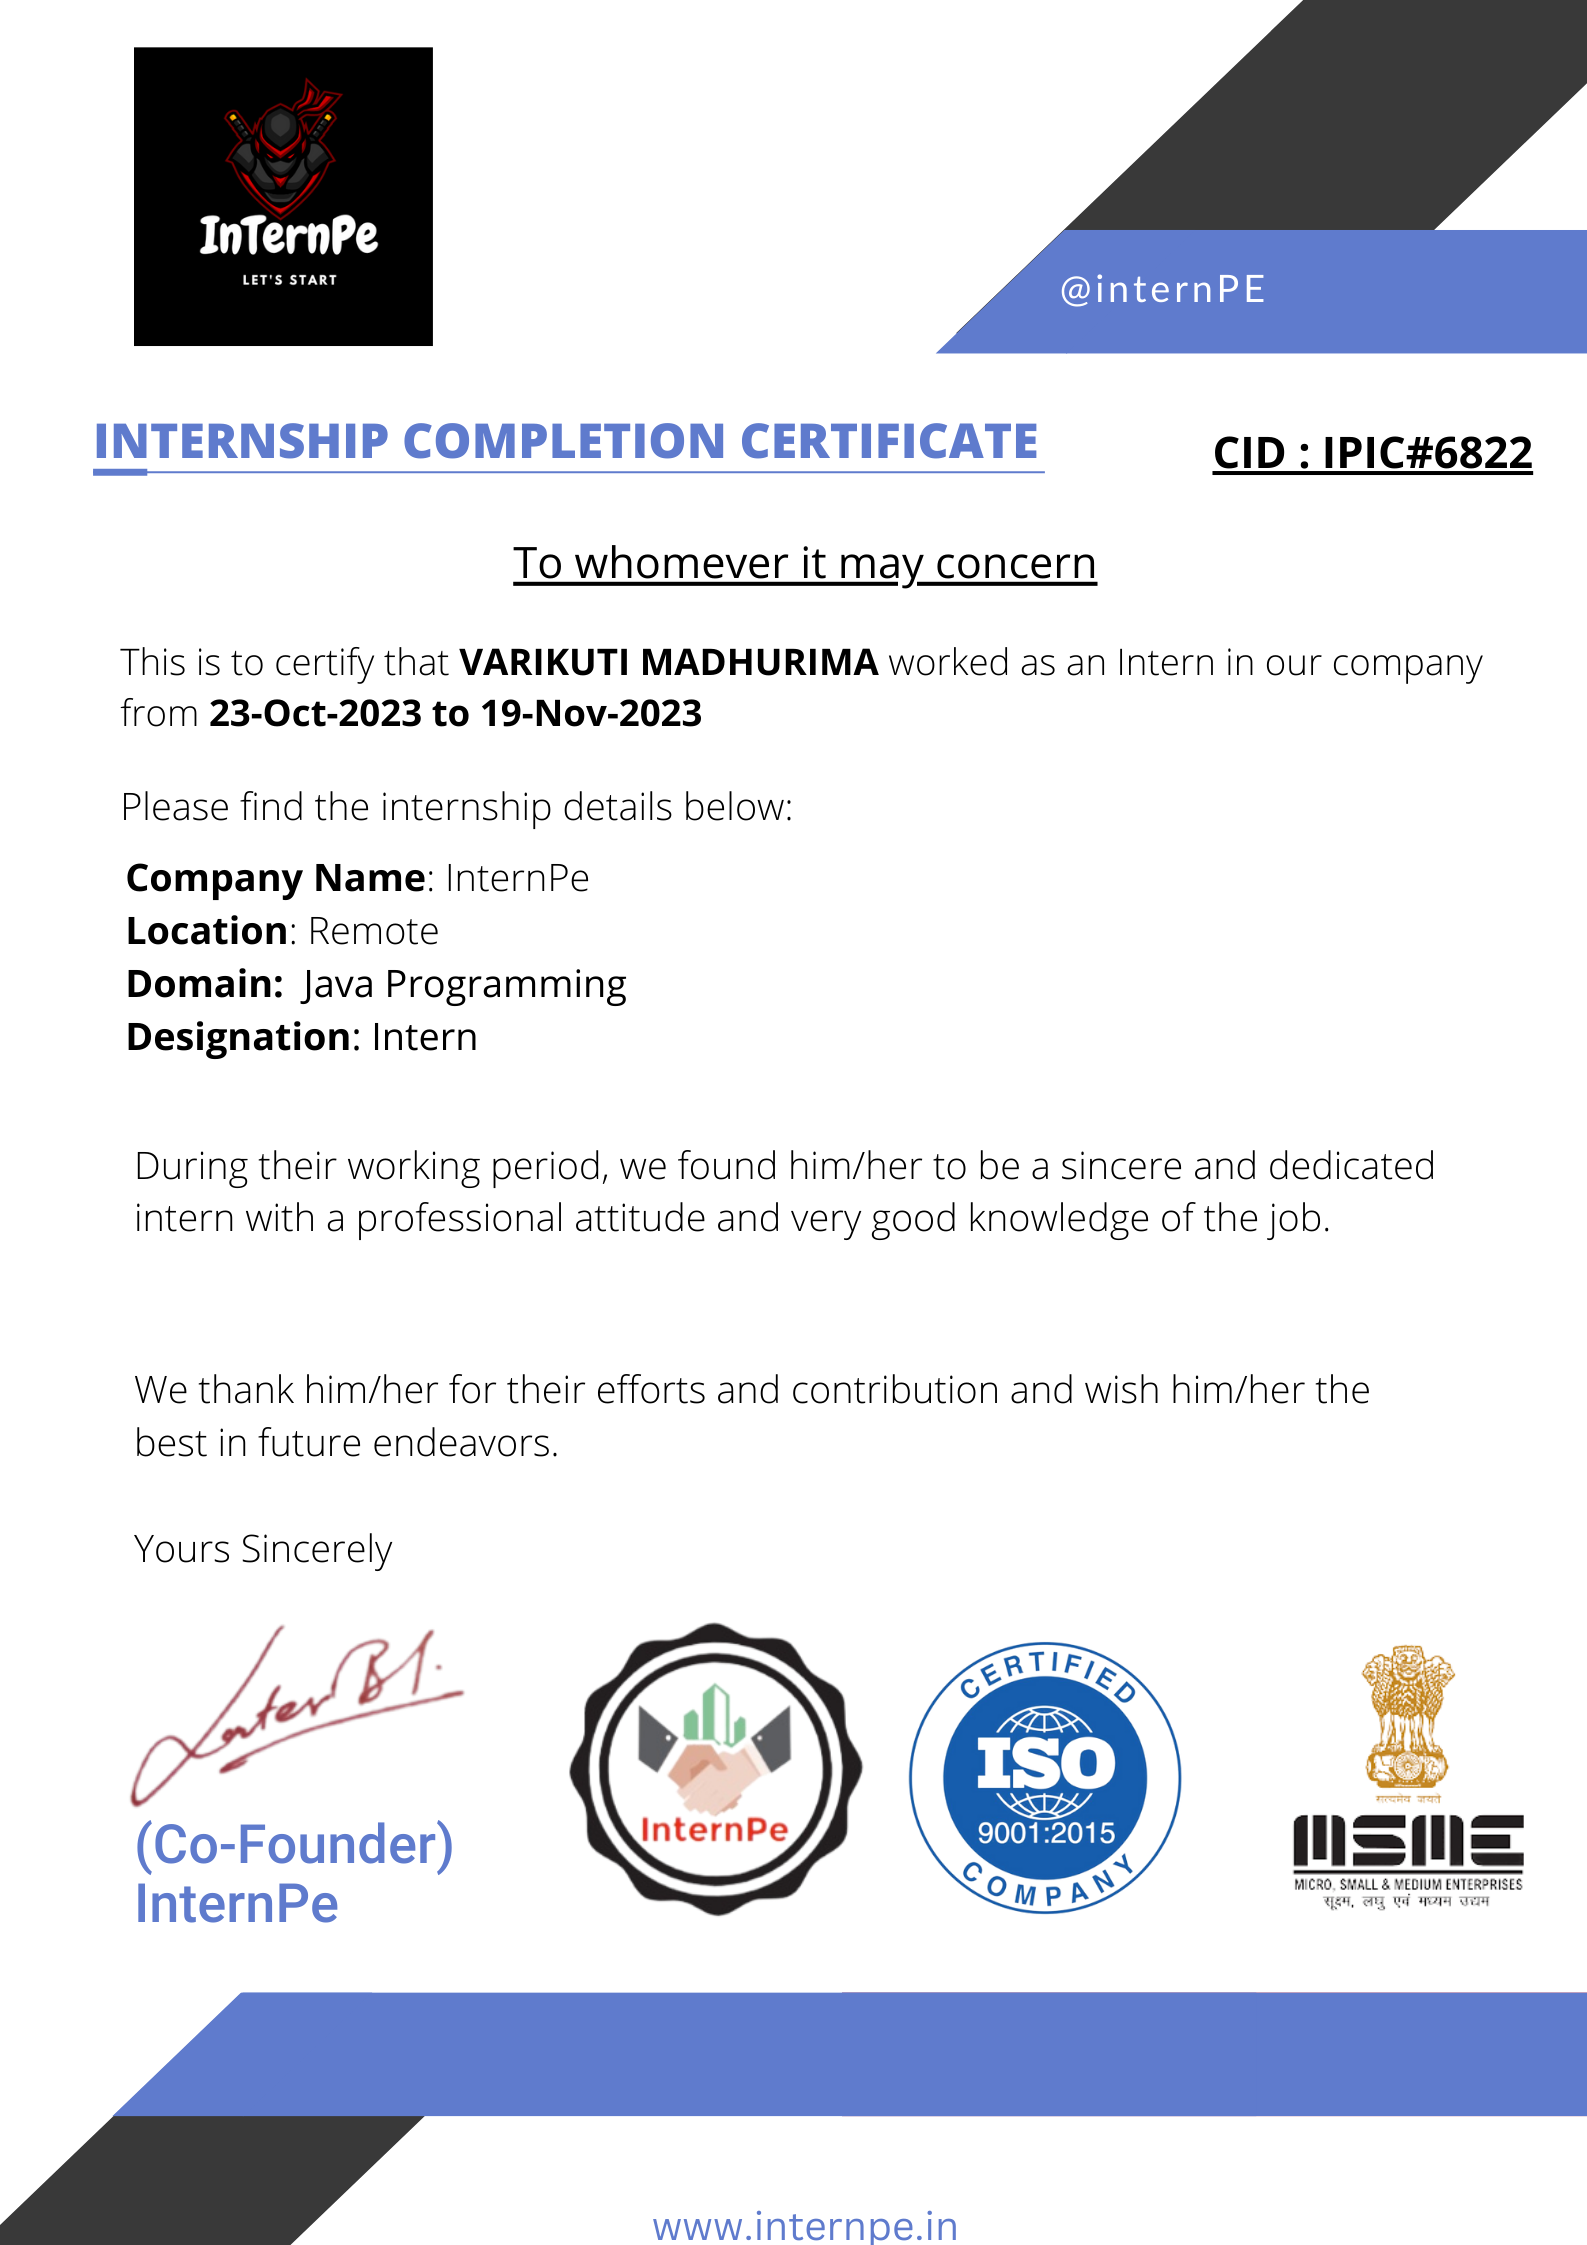 InTernPe
LET'S START
@internPE
INTERNSHIP COMPLETION CERTIFICATE
CID : IPIC#6822
To whomever it may concern
This is to certify that VARIKUTI MADHURIMA worked as an Intern in our company
from 23-Oct-2023 to 19-Nov-2023
Please find the internship details below:
Company Name: InternPe
Location: Remote
Domain: Java Programming
Designation: Intern
During their working period, we found him/her to be a sincere and dedicated
intern with a professional attitude and very good knowledge of the job.
We thank him/her for their efforts and contribution and wish him/her the
best in future endeavors.
Yours Sincerely
(Co-Founder)
InternPe
InternPe
CERTIFIED
ISO
9001:2015
COMPANY
सत्यमेव जयते
MSME
MICRO, SMALL & MEDIUM ENTERPRISES
सूक्ष्म, लघु एवं मध्यम उद्यम
www.internpe.in